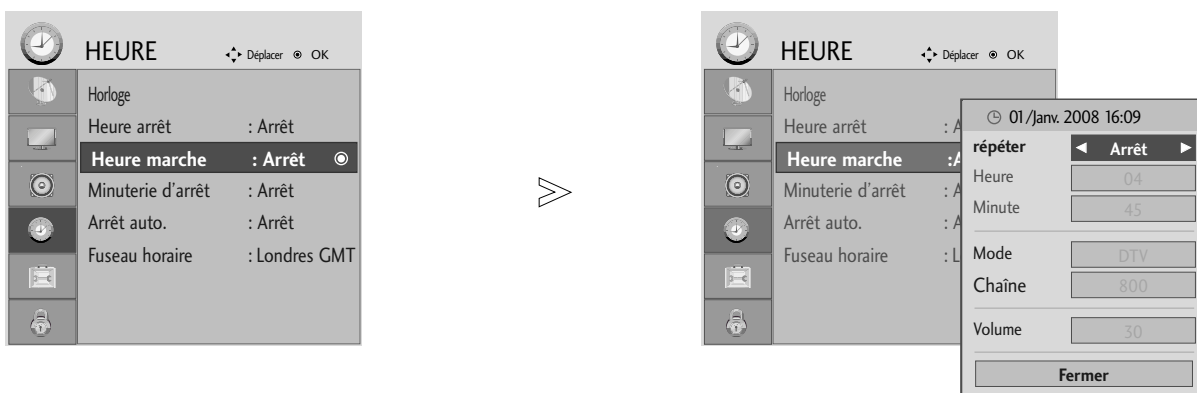 HEURE Déplacer OK
Horloge
Heure arrêt : Arrêt
Heure marche : Arrêt
Minuterie d'arrêt : Arrêt
Arrêt auto. : Arrêt
Fuseau horaire : Londres GMT
HEURE Déplacer OK
Horloge
Heure arrêt : A
Heure marche :A
Minuterie d'arrêt : A
Arrêt auto. : A
Fuseau horaire : L
01/Janv. 2008 16:09
répéter Arrêt
Heure 04
Minute 45
Mode DTV
Chaîne 800
Volume 30
Fermer